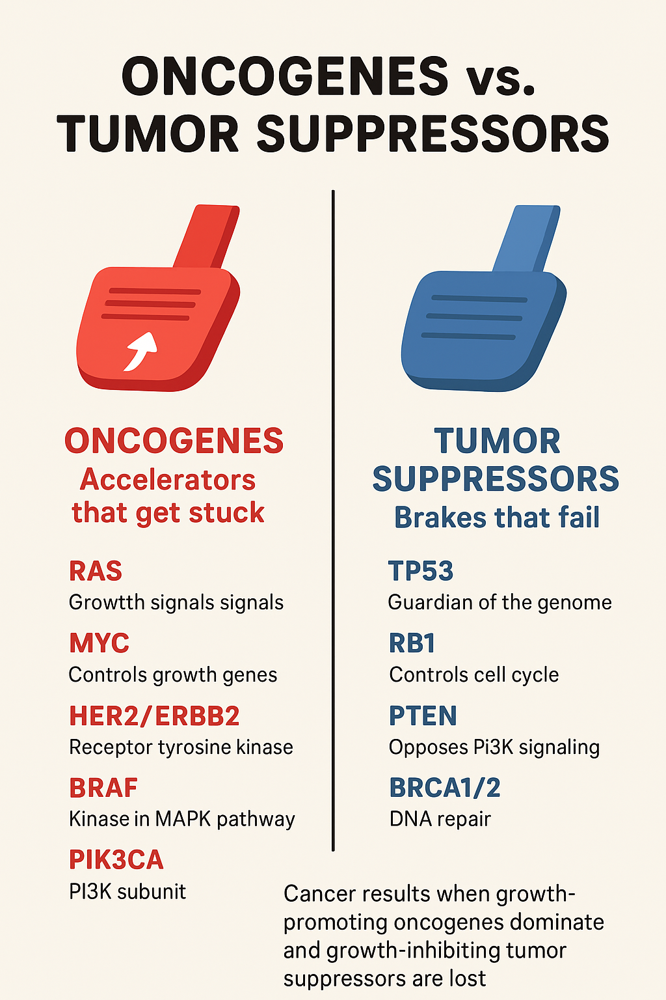 ONCOGENES vs.
TUMOR SUPPRESSORS
ONCOGENES
Accelerators
that get stuck
RAS
Growtth signals signals
MYC
Controls growth genes
HER2/ERBB2
Receptor tyrosine kinase
BRAF
Kinase in MAPK pathway
PIK3CA
PI3K subunit
TUMOR
SUPPRESSORS
Brakes that fail
TP53
Guardian of the genome
RB1
Controls cell cycle
PTEN
Opposes Pi3K signaling
BRCA1/2
DNA repair
Cancer results when growth-
promoting oncogenes dominate
and growth-inhibiting tumor
suppressors are lost